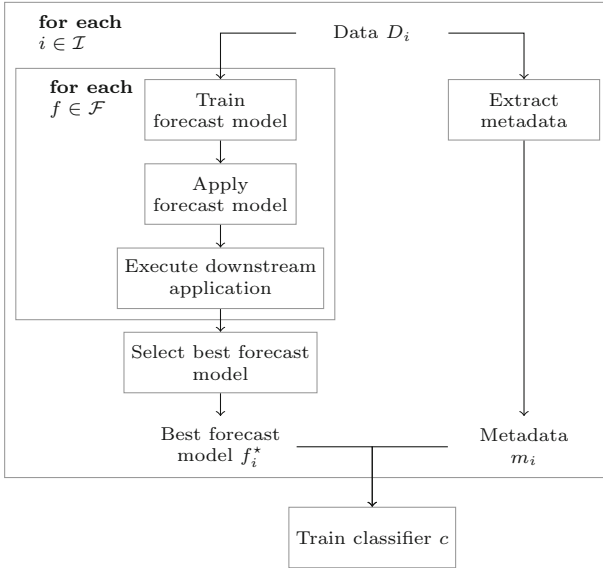 for each
i ∈ 𝓘
Data D_i
for each
f ∈ 𝓕
Train
forecast model
Extract
metadata
Apply
forecast model
Execute downstream
application
Select best forecast
model
Best forecast
model f_i^⋆
Metadata
m_i
Train classifier c